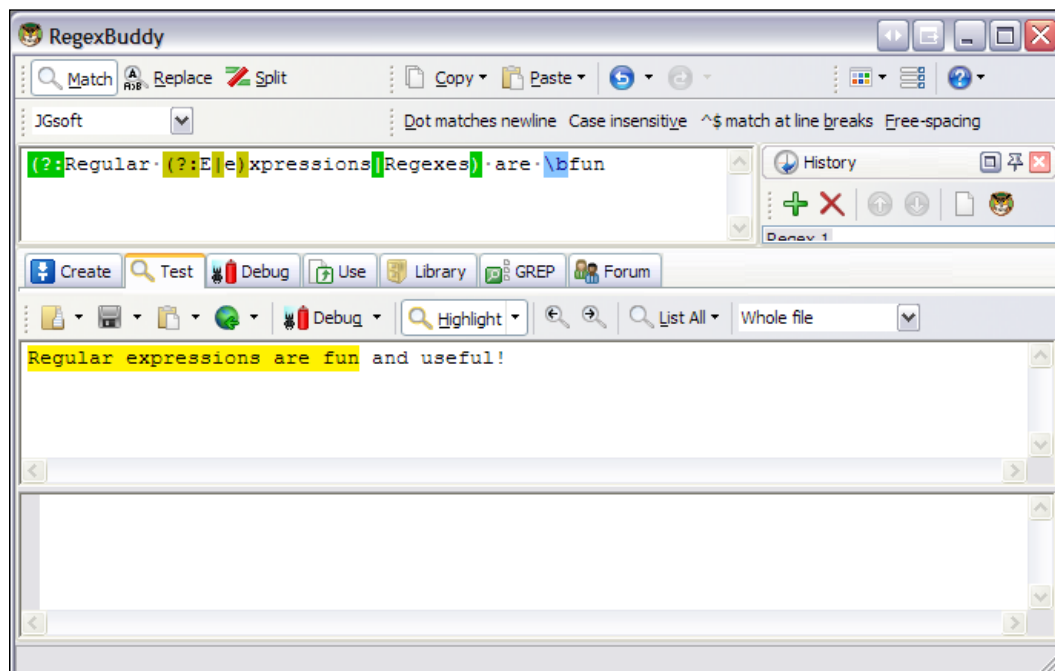 RegexBuddy
Match Replace Split Copy Paste
JGsoft Dot matches newline Case insensitive ^$ match at line breaks Free-spacing
(?:Regular·(?:E|e)xpressions|Regexes)·are·\bfun
History
Regex 1
Create Test Debug Use Library GREP Forum
Debug Highlight List All Whole file
Regular expressions are fun and useful!